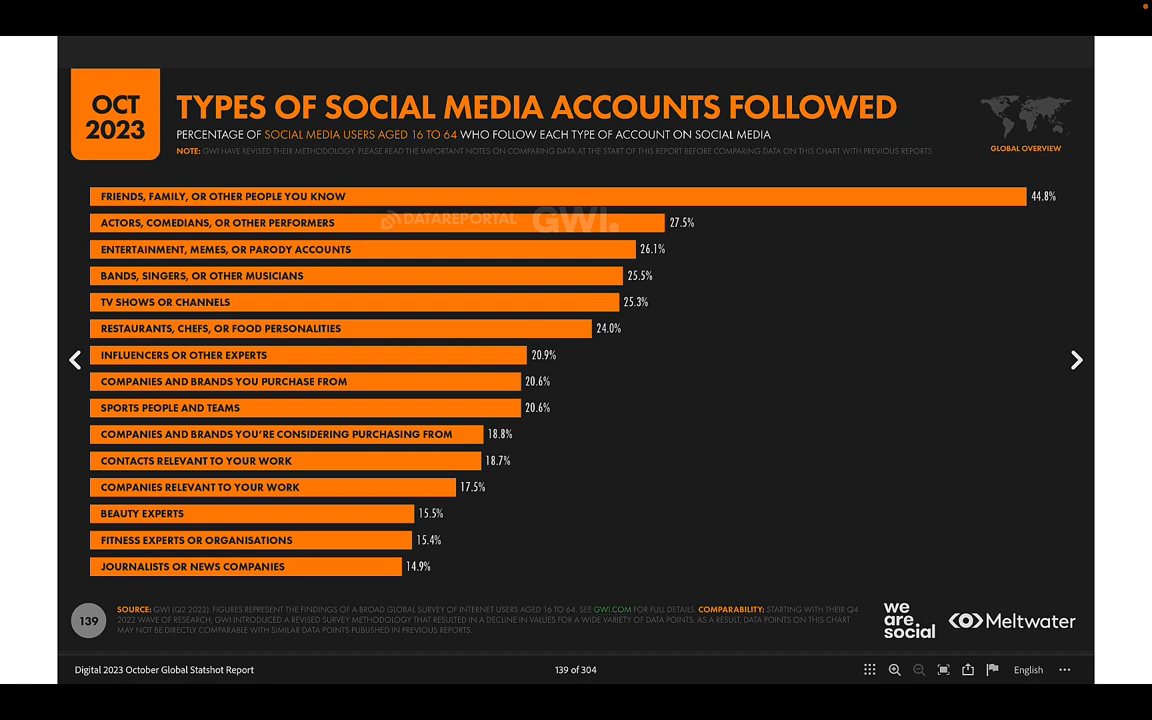 OCT
2023
TYPES OF SOCIAL MEDIA ACCOUNTS FOLLOWED
PERCENTAGE OF SOCIAL MEDIA USERS AGED 16 TO 64 WHO FOLLOW EACH TYPE OF ACCOUNT ON SOCIAL MEDIA
NOTE: GWI HAVE REVISED THEIR METHODOLOGY. PLEASE READ THE IMPORTANT NOTES ON COMPARING DATA AT THE START OF THIS REPORT BEFORE COMPARING DATA ON THIS CHART WITH PREVIOUS REPORTS
GLOBAL OVERVIEW
FRIENDS, FAMILY, OR OTHER PEOPLE YOU KNOW 44.8%
DATAREPORTAL GWI.
ACTORS, COMEDIANS, OR OTHER PERFORMERS 27.5%
ENTERTAINMENT, MEMES, OR PARODY ACCOUNTS 26.1%
BANDS, SINGERS, OR OTHER MUSICIANS 25.5%
TV SHOWS OR CHANNELS 25.3%
RESTAURANTS, CHEFS, OR FOOD PERSONALITIES 24.0%
INFLUENCERS OR OTHER EXPERTS 20.9%
COMPANIES AND BRANDS YOU PURCHASE FROM 20.6%
SPORTS PEOPLE AND TEAMS 20.6%
COMPANIES AND BRANDS YOU'RE CONSIDERING PURCHASING FROM 18.8%
CONTACTS RELEVANT TO YOUR WORK 18.7%
COMPANIES RELEVANT TO YOUR WORK 17.5%
BEAUTY EXPERTS 15.5%
FITNESS EXPERTS OR ORGANISATIONS 15.4%
JOURNALISTS OR NEWS COMPANIES 14.9%
139
SOURCE: GWI (Q2 2023). FIGURES REPRESENT THE FINDINGS OF A BROAD GLOBAL SURVEY OF INTERNET USERS AGED 16 TO 64. SEE GWI.COM FOR FULL DETAILS. COMPARABILITY: STARTING WITH THEIR Q4
2022 WAVE OF RESEARCH, GWI INTRODUCED A REVISED SURVEY METHODOLOGY THAT RESULTED IN A DECLINE IN VALUES FOR A WIDE VARIETY OF DATA POINTS. AS A RESULT, DATA POINTS ON THIS CHART
MAY NOT BE DIRECTLY COMPARABLE WITH SIMILAR DATA POINTS PUBLISHED IN PREVIOUS REPORTS.
we
are
social
Meltwater
Digital 2023 October Global Statshot Report
139 of 304
English